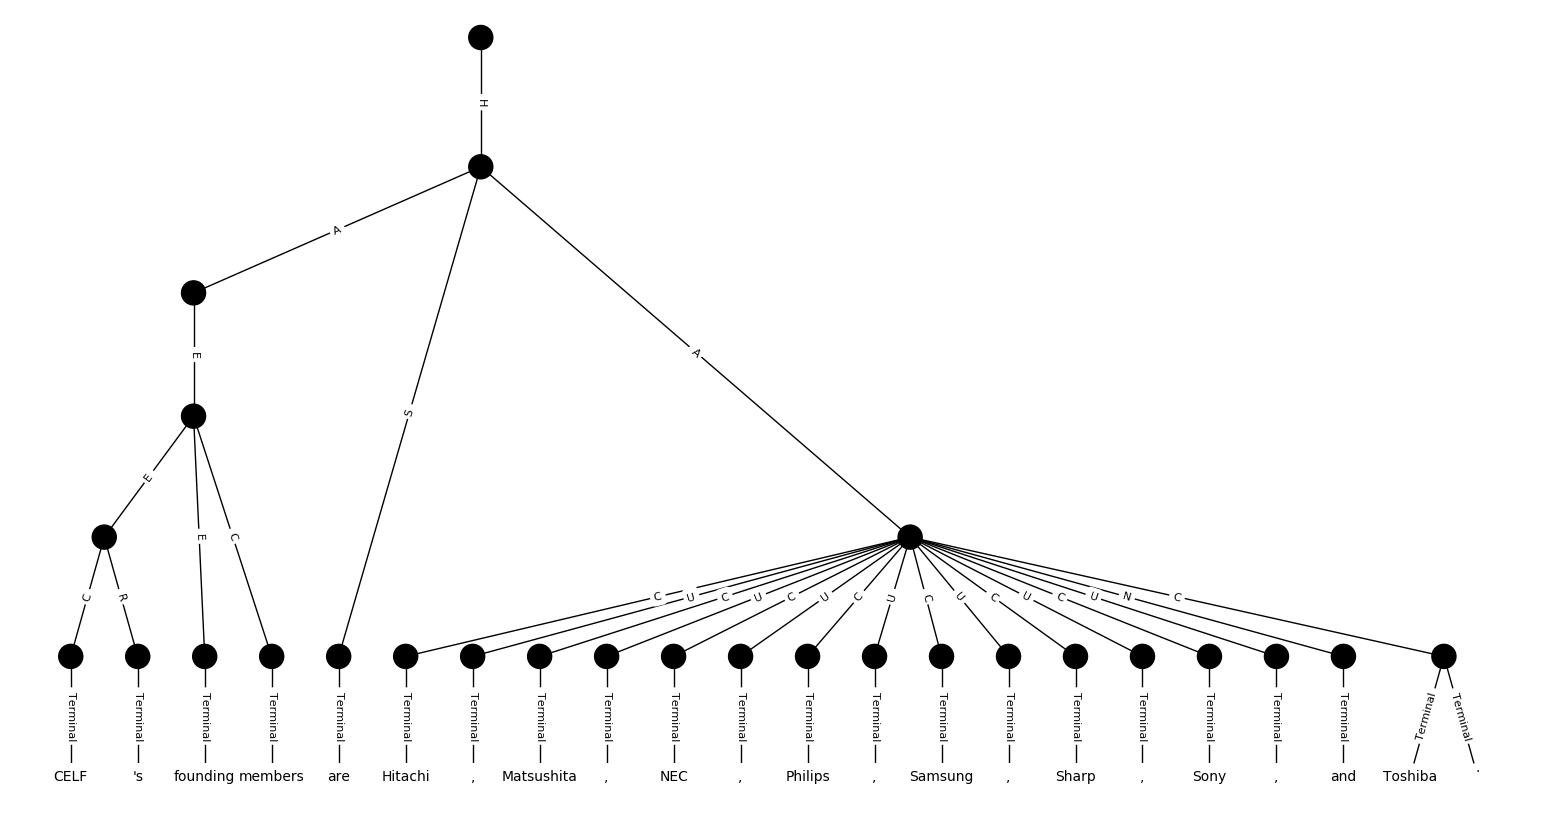 H
A
E
A
S
E
E
C
C
R
C
U
C
U
C
U
C
U
C
U
C
U
C
U
N
C
Terminal Terminal Terminal Terminal Terminal Terminal Terminal Terminal Terminal Terminal Terminal Terminal Terminal Terminal Terminal Terminal Terminal Terminal Terminal Terminal Terminal Terminal
CELF 's founding members are Hitachi , Matsushita , NEC , Philips , Samsung , Sharp , Sony , and Toshiba .